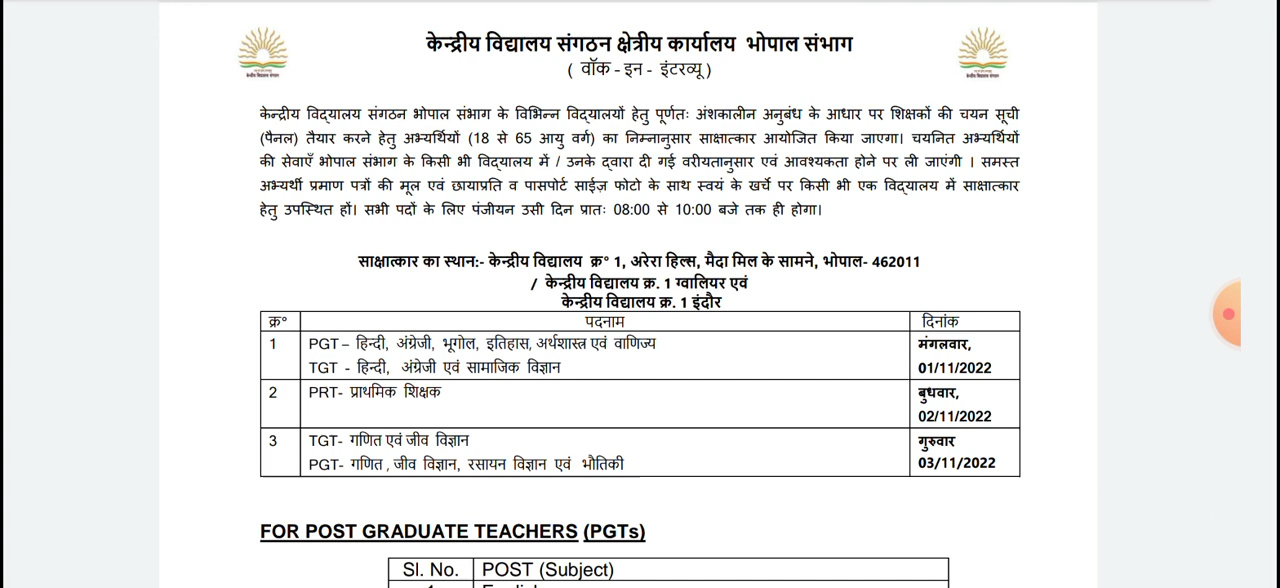 केन्द्रीय विद्यालय संगठन क्षेत्रीय कार्यालय भोपाल संभाग
( वॉक - इन - इंटरव्यू )
केन्द्रीय विद्यालय संगठन भोपाल संभाग के विभिन्न विद्यालयों हेतु पूर्णतः अंशकालीन अनुबंध के आधार पर शिक्षकों की चयन सूची
(पैनल) तैयार करने हेतु अभ्यर्थियों (18 से 65 आयु वर्ग) का निम्नानुसार साक्षात्कार आयोजित किया जाएगा। चयनित अभ्यर्थियों
की सेवाएँ भोपाल संभाग के किसी भी विद्यालय में / उनके द्वारा दी गई वरीयतानुसार एवं आवश्यकता होने पर ली जाएंगी । समस्त
अभ्यर्थी प्रमाण पत्रों की मूल एवं छायाप्रति व पासपोर्ट साईज़ फोटो के साथ स्वयं के खर्चे पर किसी भी एक विद्यालय में साक्षात्कार
हेतु उपस्थित हों। सभी पदों के लिए पंजीयन उसी दिन प्रातः 08:00 से 10:00 बजे तक ही होगा।
साक्षात्कार का स्थान:- केन्द्रीय विद्यालय क्र° 1, अरेरा हिल्स, मैदा मिल के सामने, भोपाल- 462011
/ केन्द्रीय विद्यालय क्र. 1 ग्वालियर एवं
केन्द्रीय विद्यालय क्र. 1 इंदौर
क्र° पदनाम दिनांक
1 PGT – हिन्दी, अंग्रेजी, भूगोल, इतिहास, अर्थशास्त्र एवं वाणिज्य मंगलवार,
TGT - हिन्दी, अंग्रेजी एवं सामाजिक विज्ञान 01/11/2022
2 PRT- प्राथमिक शिक्षक बुधवार,
02/11/2022
3 TGT- गणित एवं जीव विज्ञान गुरुवार
PGT- गणित , जीव विज्ञान, रसायन विज्ञान एवं भौतिकी 03/11/2022
FOR POST GRADUATE TEACHERS (PGTs)
Sl. No. POST (Subject)